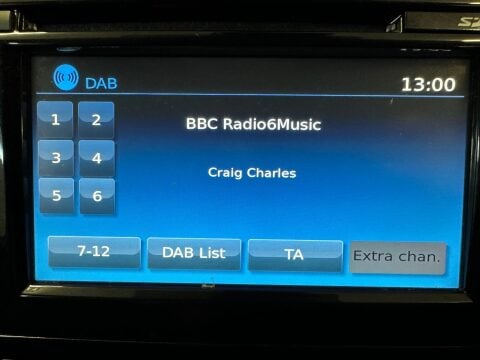 DAB 13:00
1 2
BBC Radio6Music
3 4
Craig Charles
5 6
7-12 DAB List TA Extra chan.